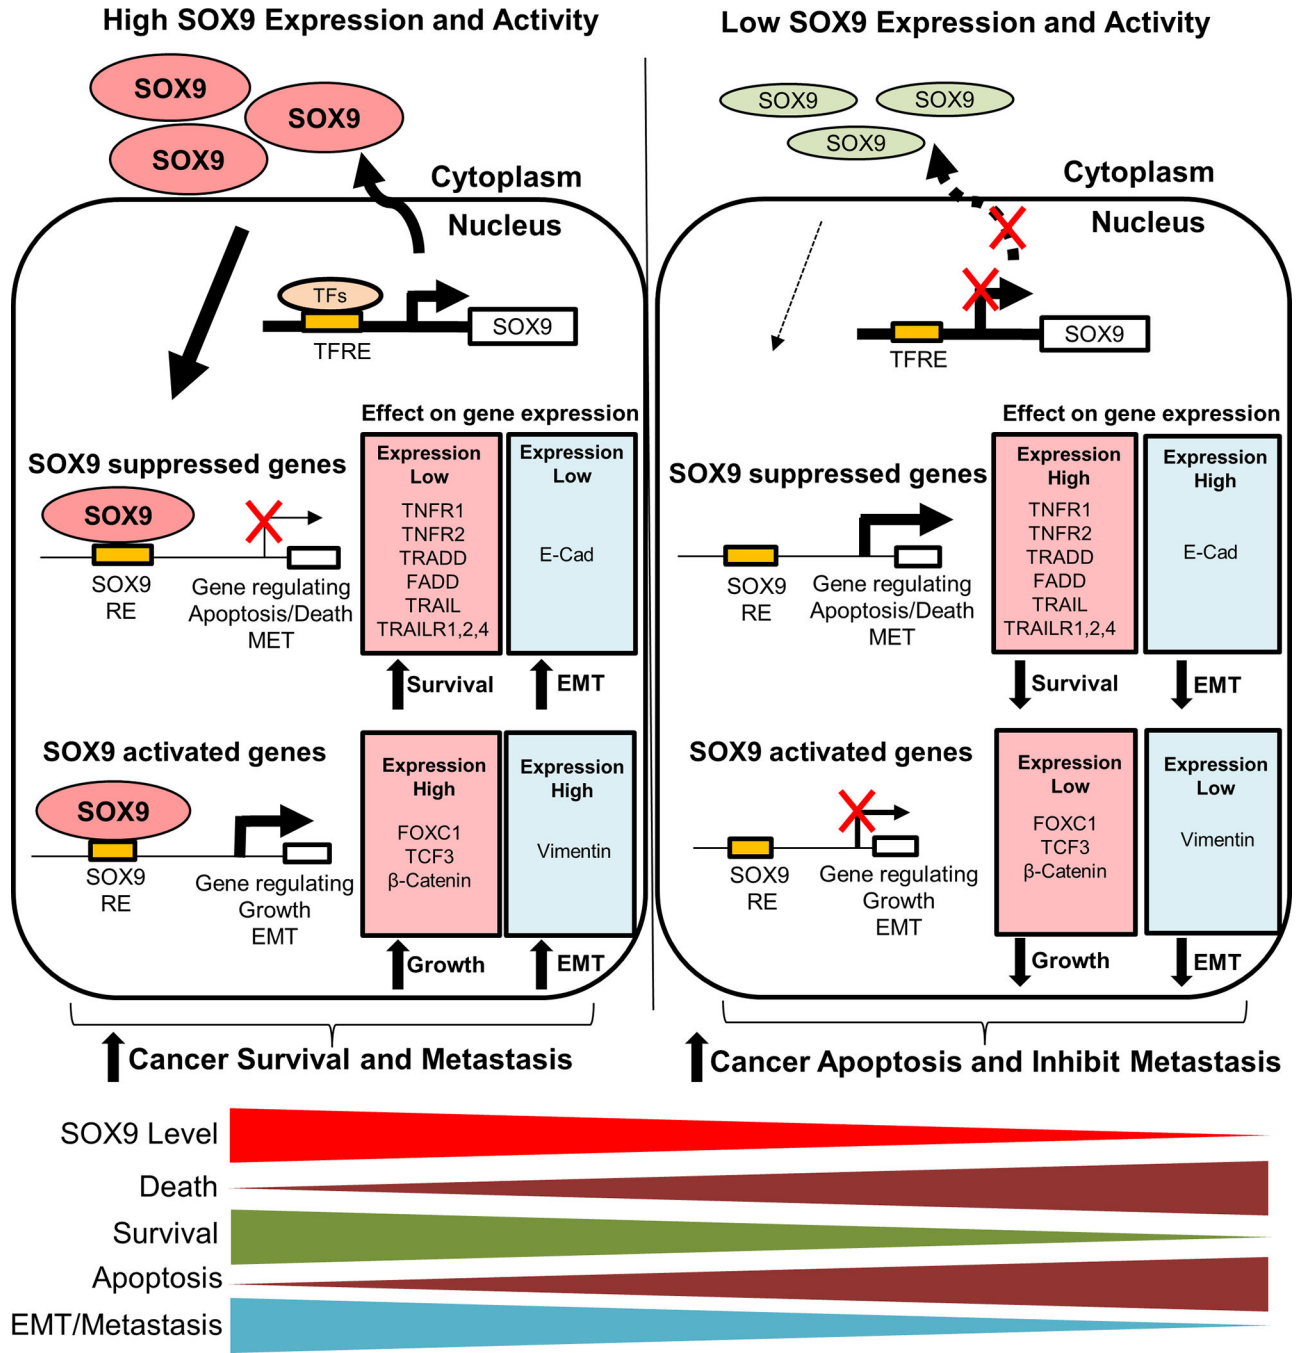 High SOX9 Expression and Activity
SOX9
SOX9
SOX9
Cytoplasm
Nucleus
TFs
TFRE
SOX9
Effect on gene expression
SOX9 suppressed genes
SOX9
SOX9
RE
Gene regulating
Apoptosis/Death
MET
Expression
Low
TNFR1
TNFR2
TRADD
FADD
TRAIL
TRAILR1,2,4
Expression
Low
E-Cad
Survival
EMT
SOX9 activated genes
SOX9
SOX9
RE
Gene regulating
Growth
EMT
Expression
High
FOXC1
TCF3
β-Catenin
Expression
High
Vimentin
Growth
EMT
Cancer Survival and Metastasis
Low SOX9 Expression and Activity
SOX9
SOX9
SOX9
Cytoplasm
Nucleus
TFRE
SOX9
Effect on gene expression
SOX9 suppressed genes
SOX9
RE
Gene regulating
Apoptosis/Death
MET
Expression
High
TNFR1
TNFR2
TRADD
FADD
TRAIL
TRAILR1,2,4
Expression
High
E-Cad
Survival
EMT
SOX9 activated genes
SOX9
RE
Gene regulating
Growth
EMT
Expression
Low
FOXC1
TCF3
β-Catenin
Expression
Low
Vimentin
Growth
EMT
Cancer Apoptosis and Inhibit Metastasis
SOX9 Level
Death
Survival
Apoptosis
EMT/Metastasis